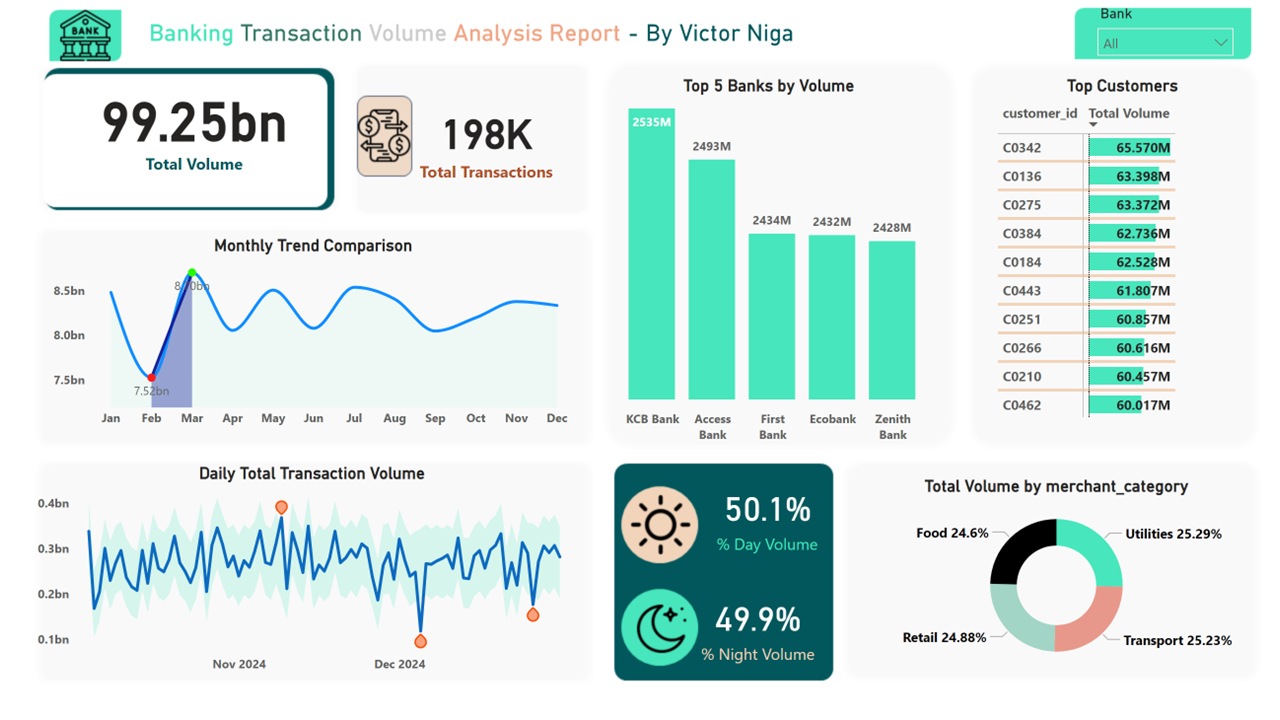 BANK
Banking Transaction Volume Analysis Report - By Victor Niga
Bank
All
99.25bn
Total Volume
198K
Total Transactions
Top 5 Banks by Volume
2535M
2493M
2434M
2432M
2428M
KCB Bank
Access
Bank
First
Bank
Ecobank
Zenith
Bank
Top Customers
customer_id Total Volume
C0342 65.570M
C0136 63.398M
C0275 63.372M
C0384 62.736M
C0184 62.528M
C0443 61.807M
C0251 60.857M
C0266 60.616M
C0210 60.457M
C0462 60.017M
Monthly Trend Comparison
8.5bn
8.0bn
7.5bn
7.52bn
Jan Feb Mar Apr May Jun Jul Aug Sep Oct Nov Dec
Daily Total Transaction Volume
0.4bn
0.3bn
0.2bn
0.1bn
Nov 2024 Dec 2024
50.1%
% Day Volume
49.9%
% Night Volume
Total Volume by merchant_category
Food 24.6%
Utilities 25.29%
Retail 24.88%
Transport 25.23%